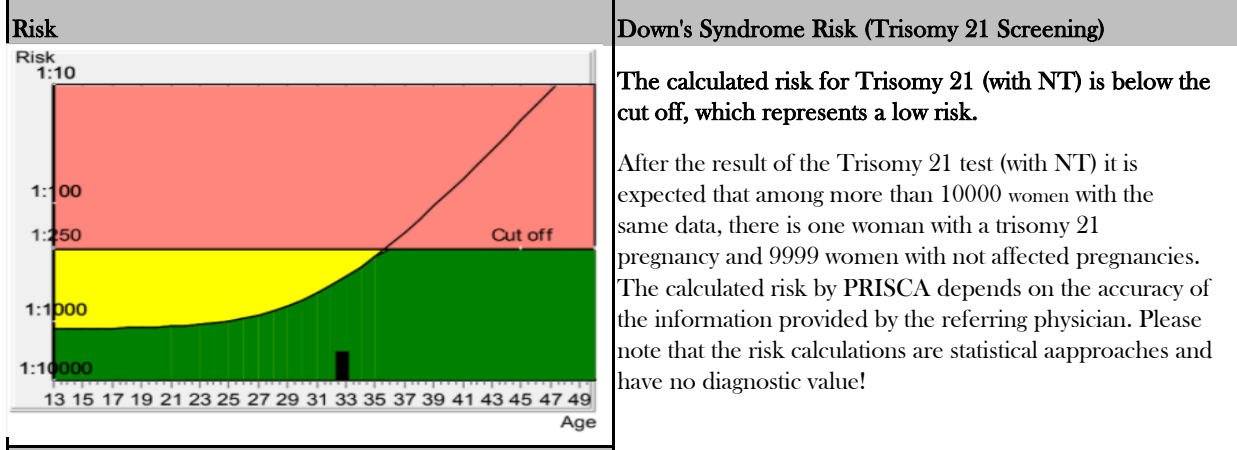 Risk
Down's Syndrome Risk (Trisomy 21 Screening)
Risk
1:10
1:100
1:250
Cut off
1:1000
1:10000
13 15 17 19 21 23 25 27 29 31 33 35 37 39 41 43 45 47 49
Age
The calculated risk for Trisomy 21 (with NT) is below the
cut off, which represents a low risk.
After the result of the Trisomy 21 test (with NT) it is
expected that among more than 10000 women with the
same data, there is one woman with a trisomy 21
pregnancy and 9999 women with not affected pregnancies.
The calculated risk by PRISCA depends on the accuracy of
the information provided by the referring physician. Please
note that the risk calculations are statistical aapproaches and
have no diagnostic value!